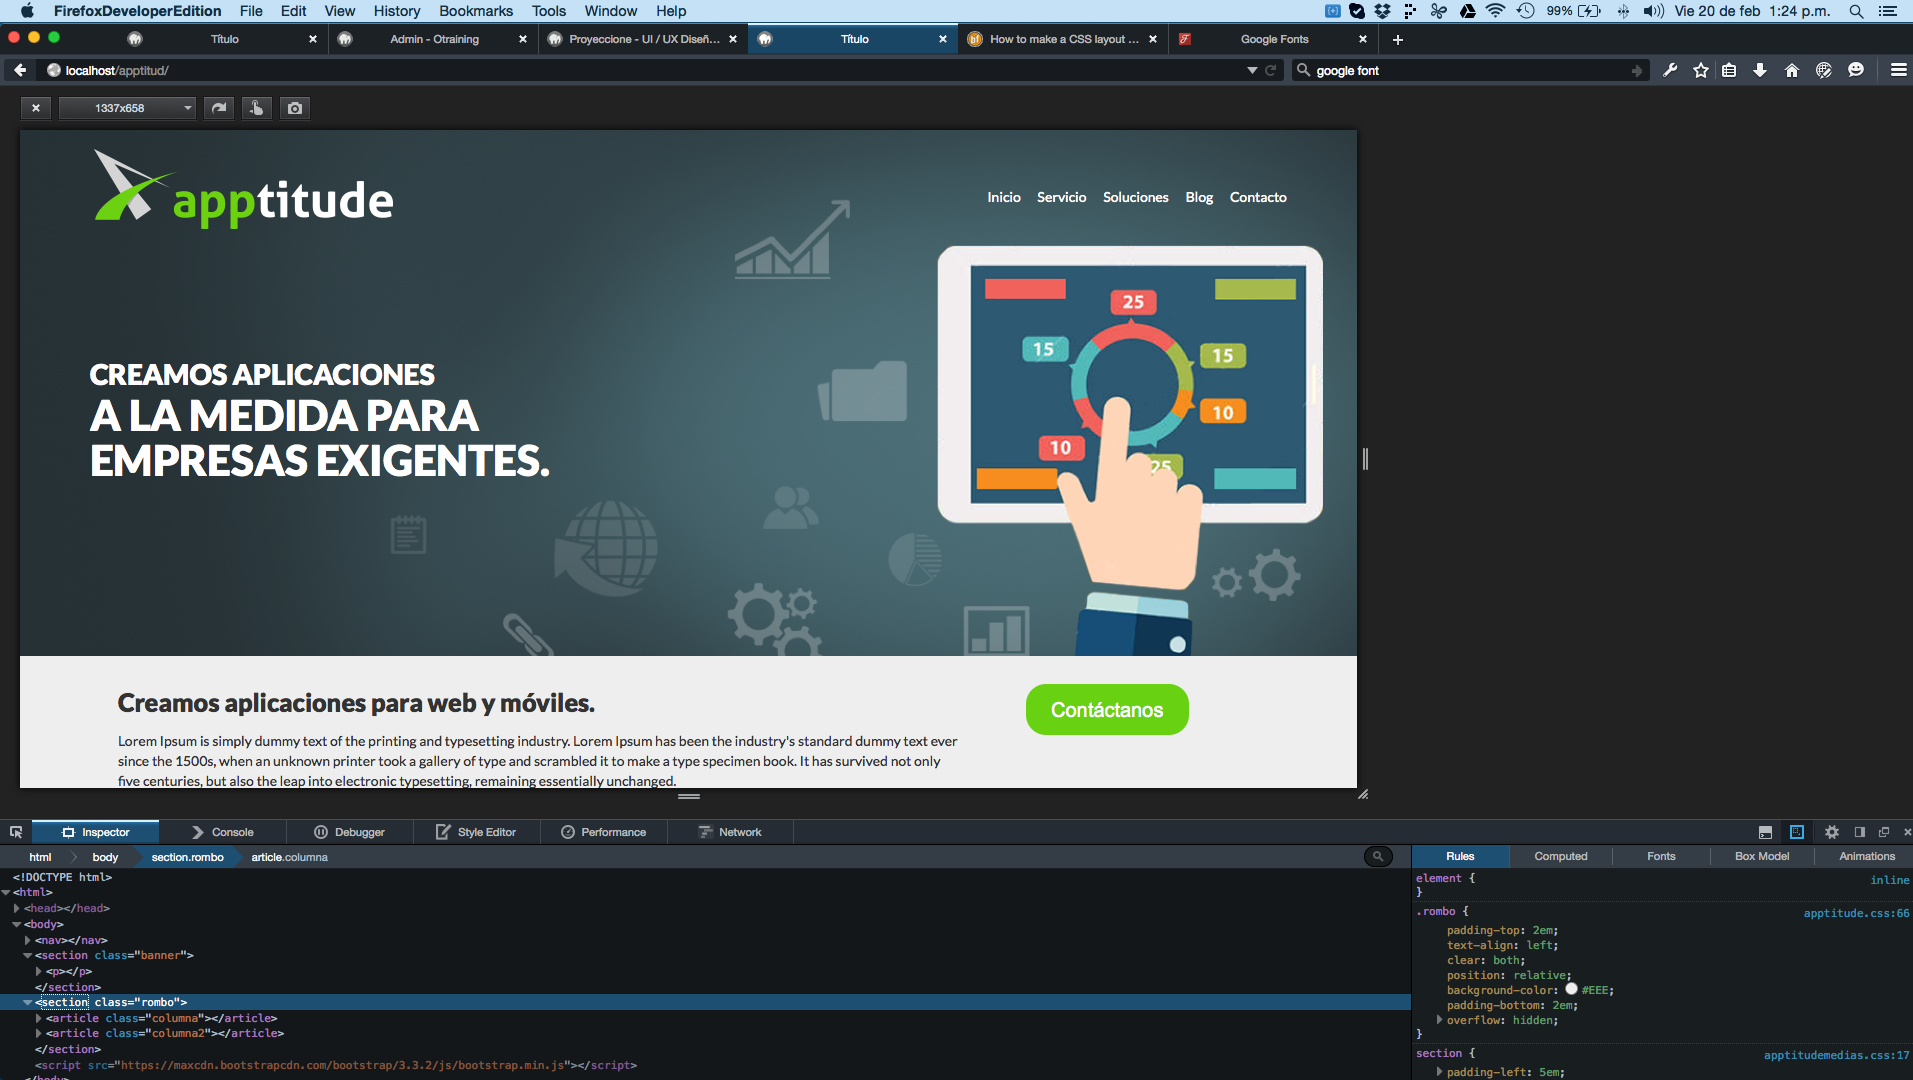 FirefoxDeveloperEdition File Edit View History Bookmarks Tools Window Help 99% Vie 20 de feb 1:24 p.m.
Título Admin - Otraining Proyeccione - UI / UX Diseñ... Título How to make a CSS layout ... Google Fonts
localhost/apptitud/ google font
1337x658
apptitude
Inicio Servicio Soluciones Blog Contacto
25
15 15
CREAMOS APLICACIONES
A LA MEDIDA PARA
EMPRESAS EXIGENTES.
10
10
25
Creamos aplicaciones para web y móviles.
Contáctanos
Lorem Ipsum is simply dummy text of the printing and typesetting industry. Lorem Ipsum has been the industry's standard dummy text ever
since the 1500s, when an unknown printer took a gallery of type and scrambled it to make a type specimen book. It has survived not only
five centuries, but also the leap into electronic typesetting, remaining essentially unchanged.
Inspector Console Debugger Style Editor Performance Network
html body section.rombo article.columna
<!DOCTYPE html>
<html>
<head></head>
<body>
<nav></nav>
<section class="banner">
<p></p>
</section>
<section class="rombo">
<article class="columna"></article>
<article class="columna2"></article>
</section>
<script src="https://maxcdn.bootstrapcdn.com/bootstrap/3.3.2/js/bootstrap.min.js"></script>
</body>
Rules Computed Fonts Box Model Animations
element { inline
}
.rombo { apptitude.css:66
padding-top: 2em;
text-align: left;
clear: both;
position: relative;
background-color: #EEE;
padding-bottom: 2em;
overflow: hidden;
}
section { apptitudemedias.css:17
padding-left: 5em;